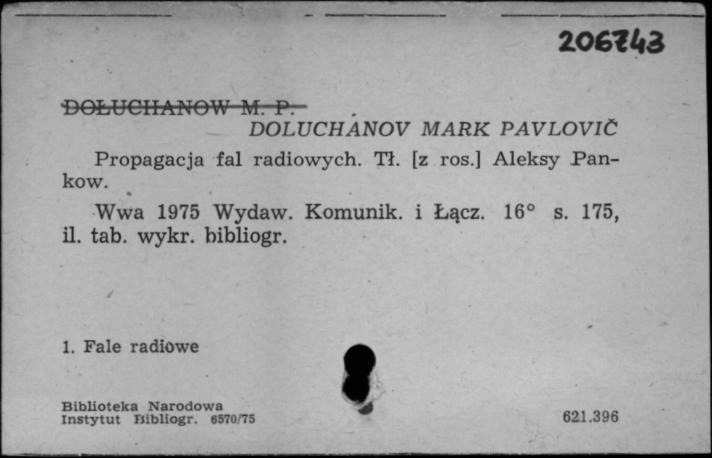 206743
DOŁUCHANOW M. P.
DOLUCHANOV MARK PAVLOVIČ
Propagacja fal radiowych. Tł. [z ros.] Aleksy Pan-
kow.
Wwa 1975 Wydaw. Komunik. i Łącz. 16° s. 175,
il. tab. wykr. bibliogr.
1. Fale radiowe
Biblioteka Narodowa
Instytut Bibliogr. 6570/75
621.396